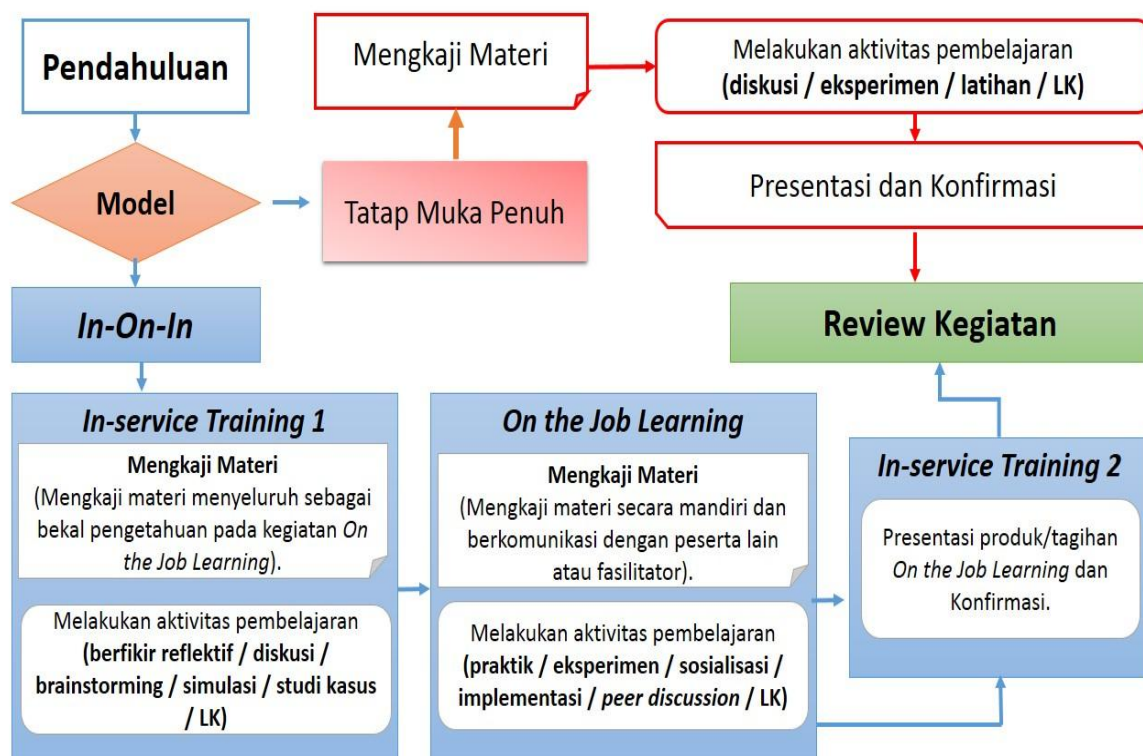 Pendahuluan
Model
Tatap Muka Penuh
Mengkaji Materi
Melakukan aktivitas pembelajaran
(diskusi / eksperimen / latihan / LK)
Presentasi dan Konfirmasi
Review Kegiatan
In-On-In
In-service Training 1
Mengkaji Materi
(Mengkaji materi menyeluruh sebagai
bekal pengetahuan pada kegiatan On
the Job Learning).
Melakukan aktivitas pembelajaran
(berfikir reflektif / diskusi /
brainstorming / simulasi / studi kasus
/ LK)
On the Job Learning
Mengkaji Materi
(Mengkaji materi secara mandiri dan
berkomunikasi dengan peserta lain
atau fasilitator).
Melakukan aktivitas pembelajaran
(praktik / eksperimen / sosialisasi /
implementasi / peer discussion / LK)
In-service Training 2
Presentasi produk/tagihan
On the Job Learning dan
Konfirmasi.